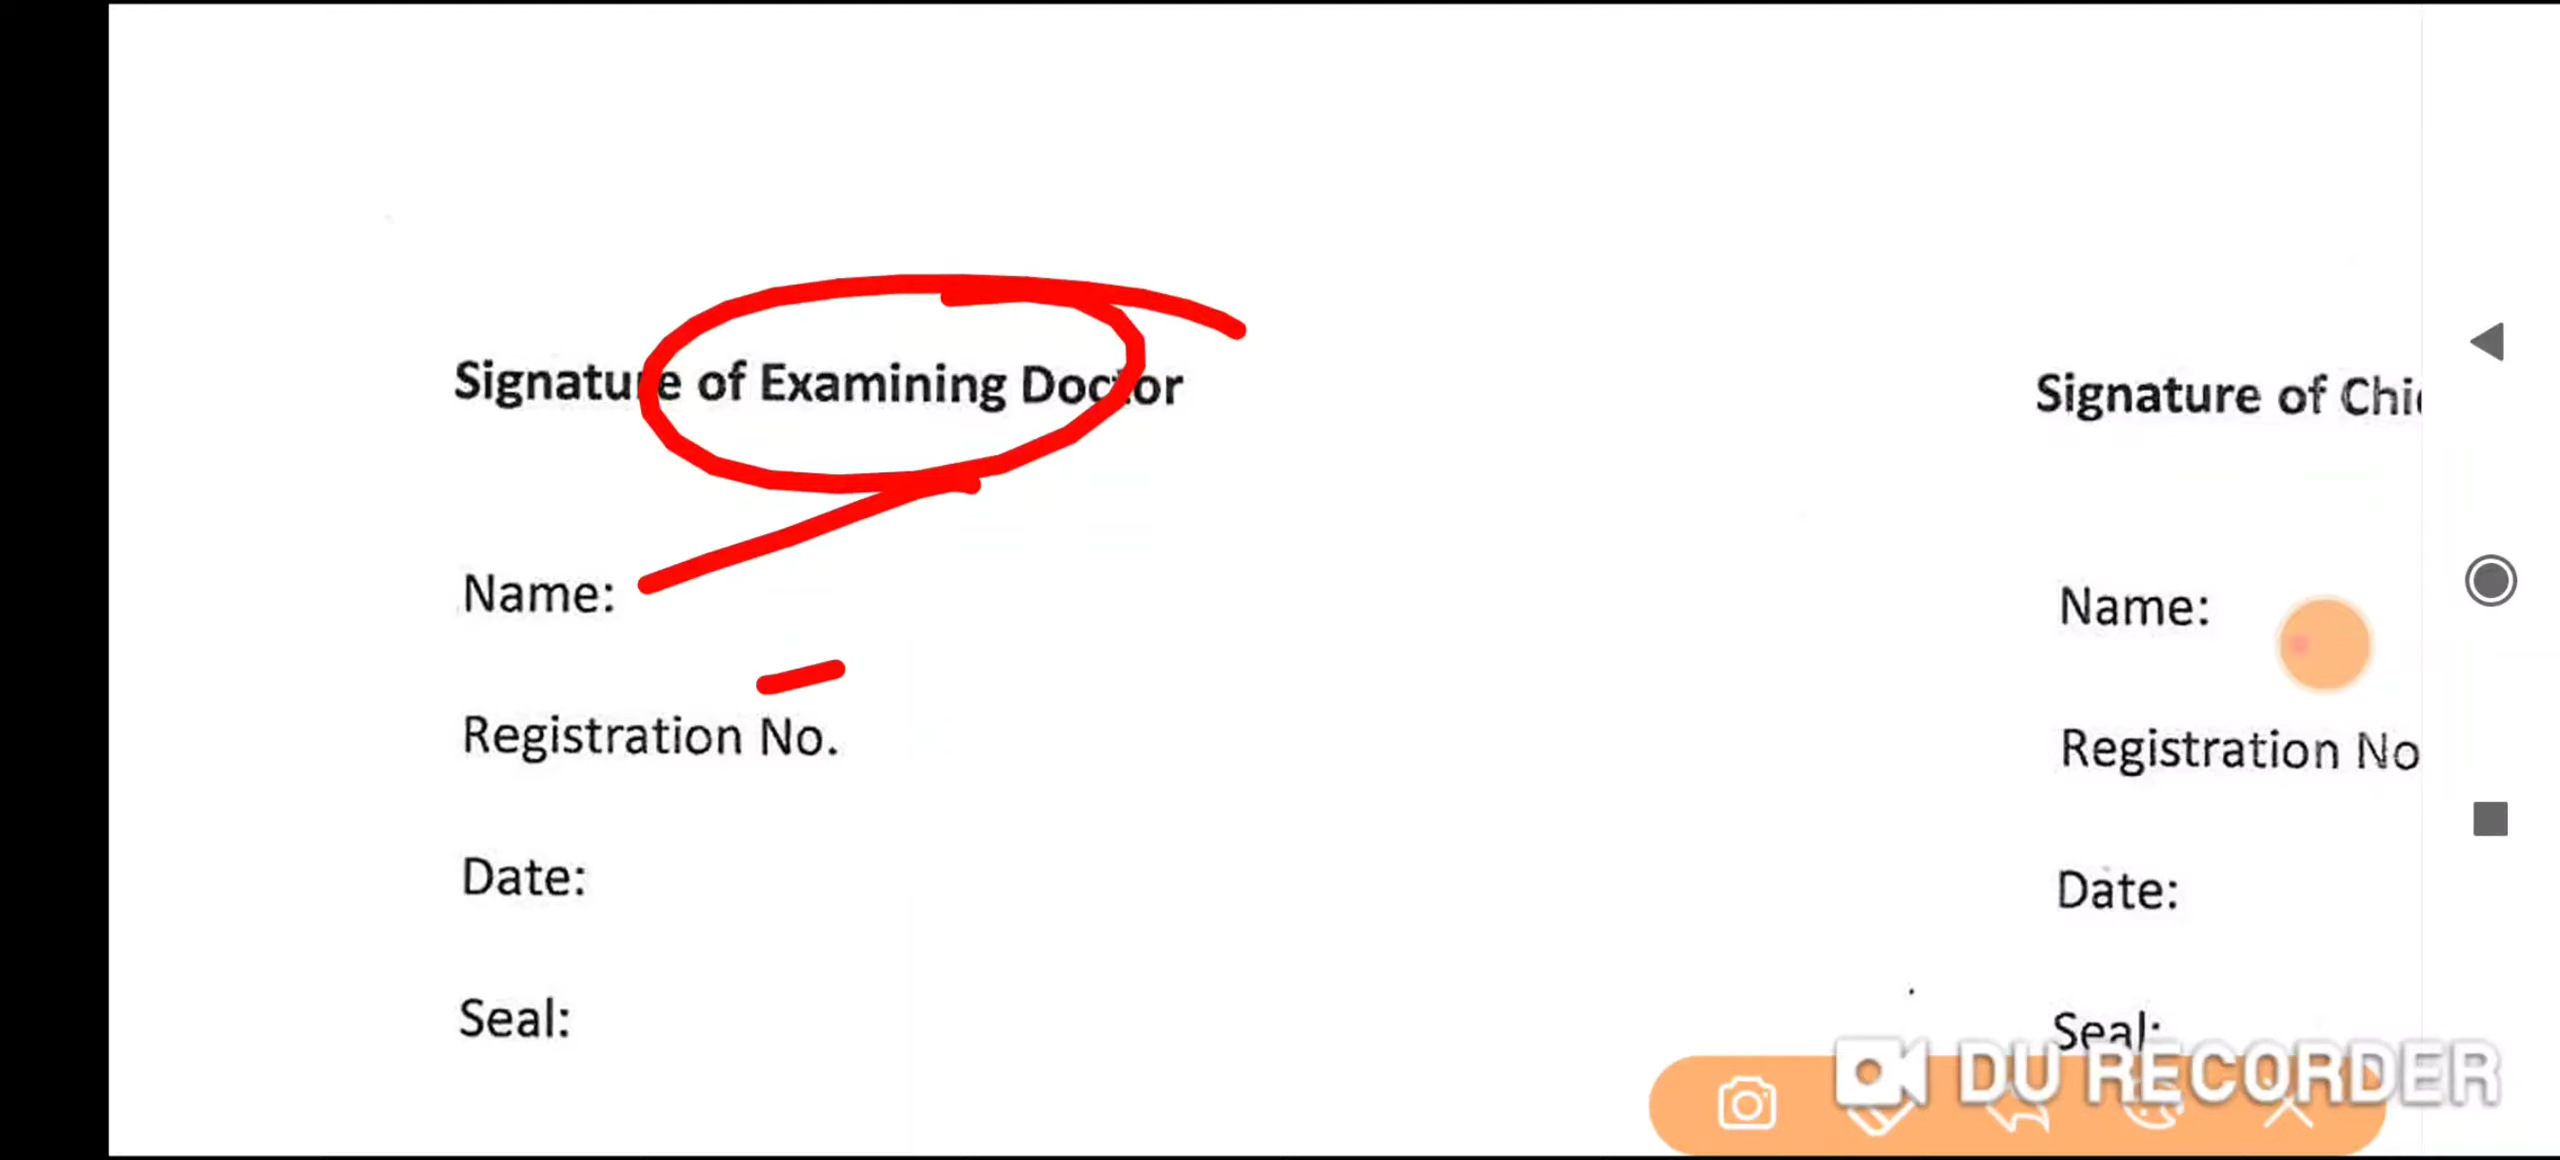 Signature of Examining Doctor
Name:
Registration No.
Date:
Seal:
Signature of Chi
Name:
Registration No
Date:
Seal:
DU RECORDER